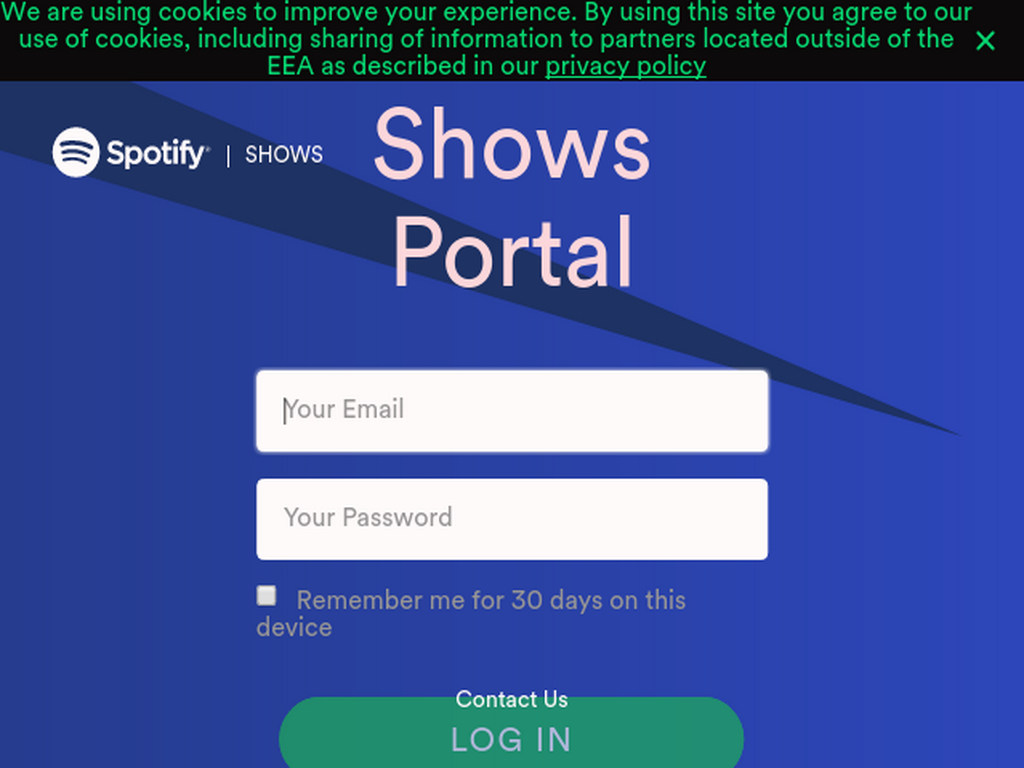 We are using cookies to improve your experience. By using this site you agree to our
use of cookies, including sharing of information to partners located outside of the
EEA as described in our privacy policy
Spotify | SHOWS
Shows
Portal
Your Email
Your Password
Remember me for 30 days on this
device
Contact Us
LOG IN